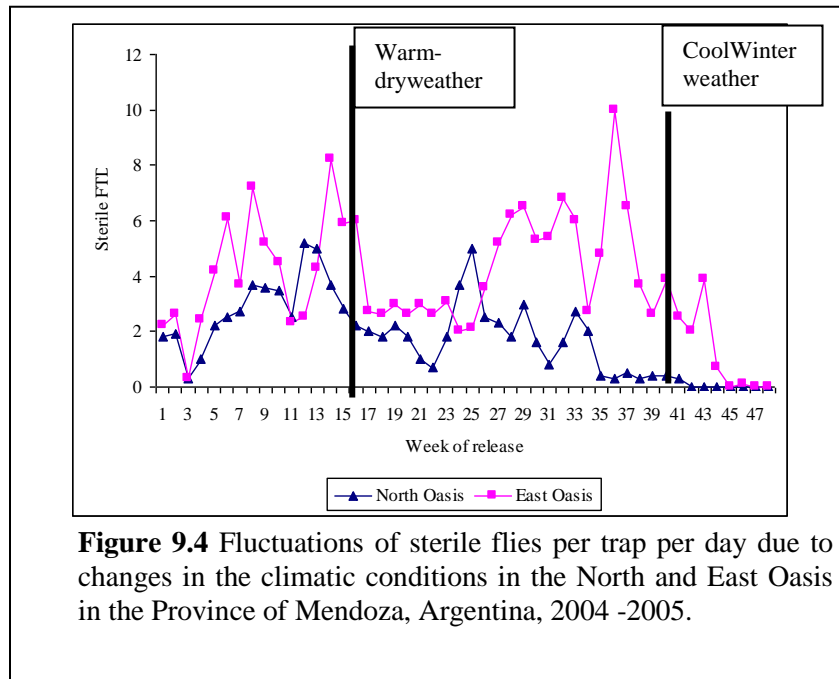 Warm-
dryweather
CoolWinter
weather
12
10
8
6
4
2
0
Sterile FTD
1 3 5 7 9 11 13 15 17 19 21 23 25 27 29 31 33 35 37 39 41 43 45 47
Week of release
North Oasis East Oasis
Figure 9.4 Fluctuations of sterile flies per trap per day due to
changes in the climatic conditions in the North and East Oasis
in the Province of Mendoza, Argentina, 2004 -2005.